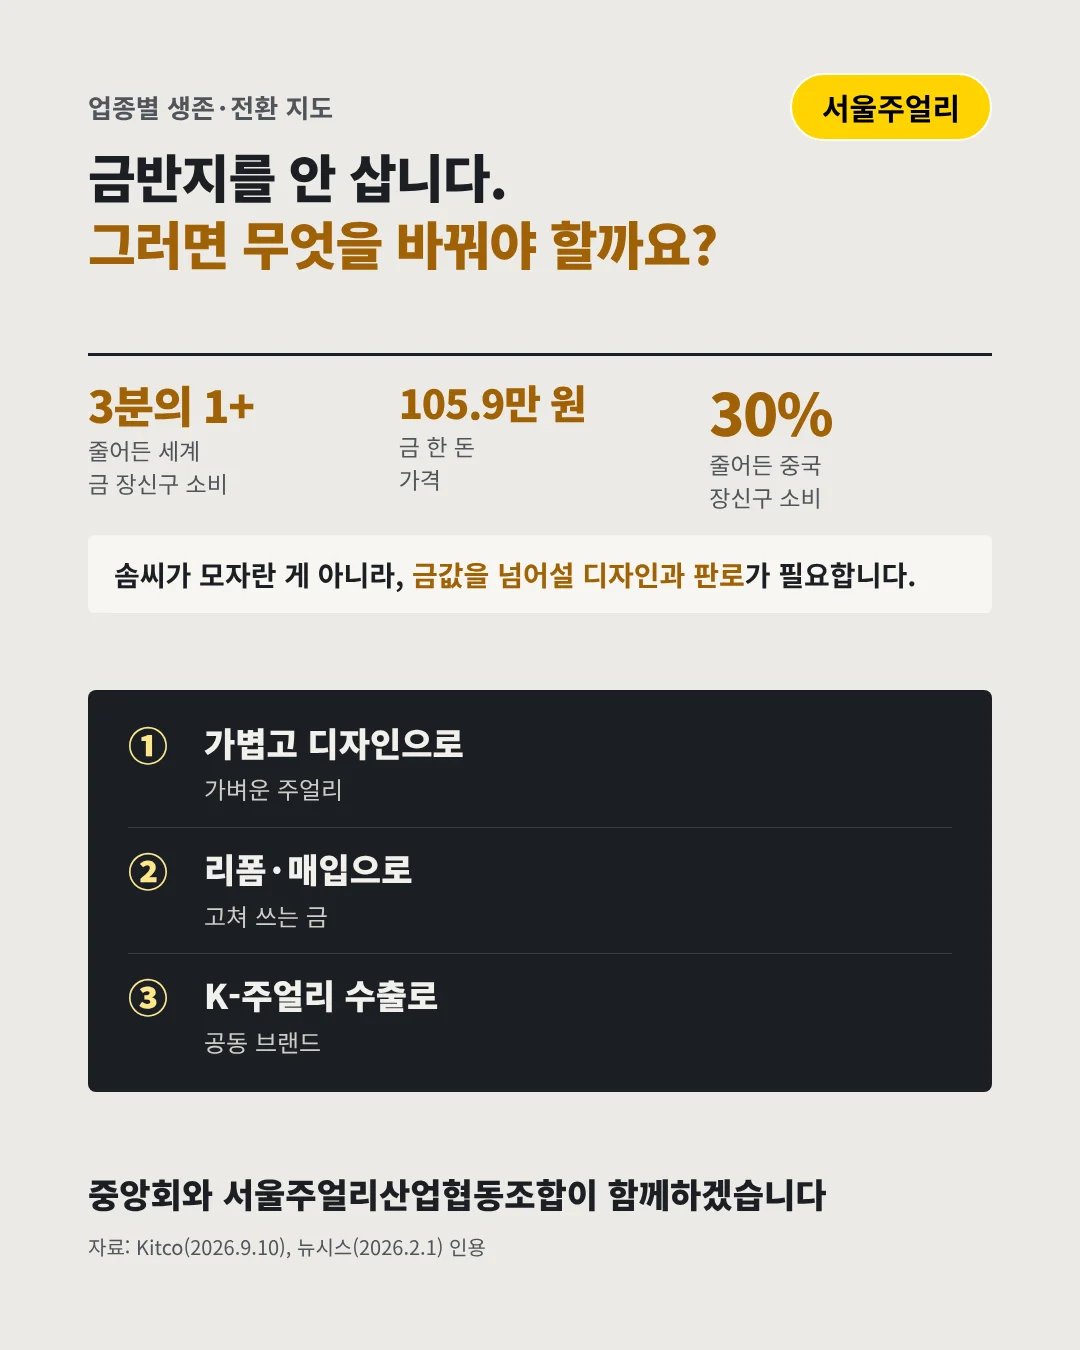 업종별 생존·전환 지도
서울주얼리
금반지를 안 삽니다.
그러면 무엇을 바꿔야 할까요?
3분의 1+
줄어든 세계
금 장신구 소비
105.9만 원
금 한 돈
가격
30%
줄어든 중국
장신구 소비
솜씨가 모자란 게 아니라, 금값을 넘어설 디자인과 판로가 필요합니다.
① 가볍고 디자인으로
가벼운 주얼리
② 리폼·매입으로
고쳐 쓰는 금
③ K-주얼리 수출로
공동 브랜드
중앙회와 서울주얼리산업협동조합이 함께하겠습니다
자료: Kitco(2026.9.10), 뉴시스(2026.2.1) 인용